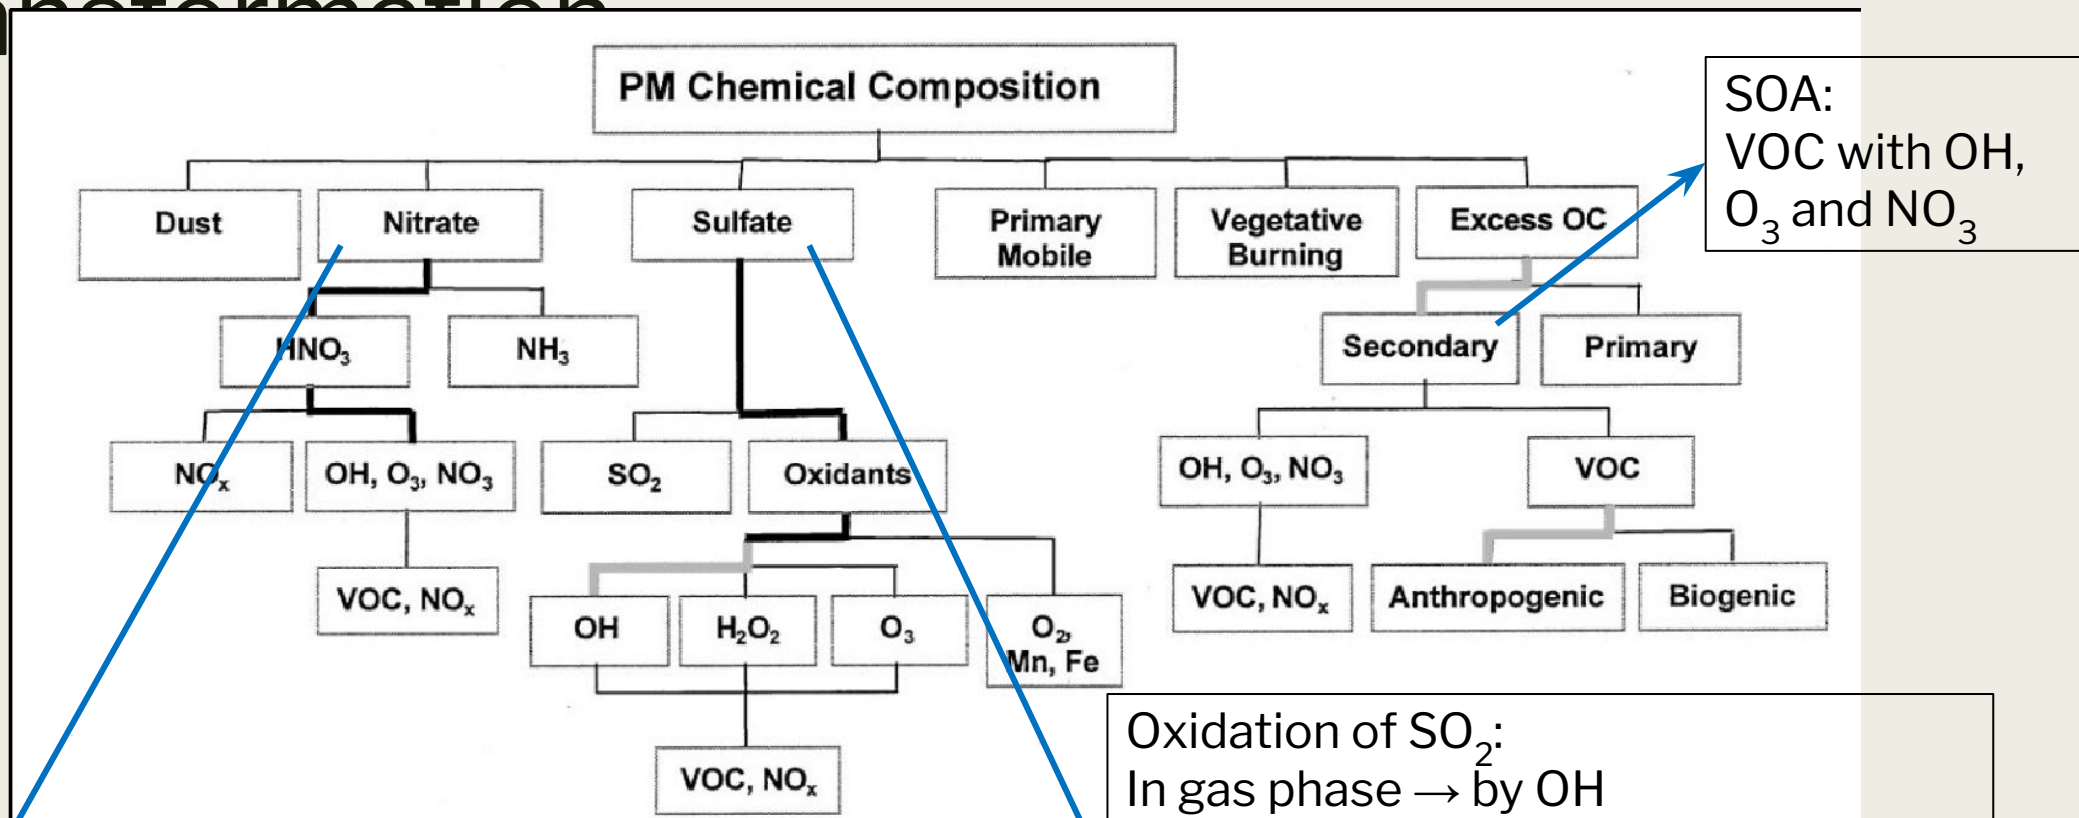 PM Chemical Composition
SOA:
VOC with OH,
O₃ and NO₃
Dust
Nitrate
Sulfate
Primary
Mobile
Vegetative
Burning
Excess OC
HNO₃
NH₃
Secondary
Primary
NOₓ
OH, O₃, NO₃
SO₂
Oxidants
OH, O₃, NO₃
VOC
VOC, NOₓ
OH
H₂O₂
O₃
O₂,
Mn, Fe
VOC, NOₓ
Anthropogenic
Biogenic
VOC, NOₓ
Oxidation of SO₂:
In gas phase → by OH